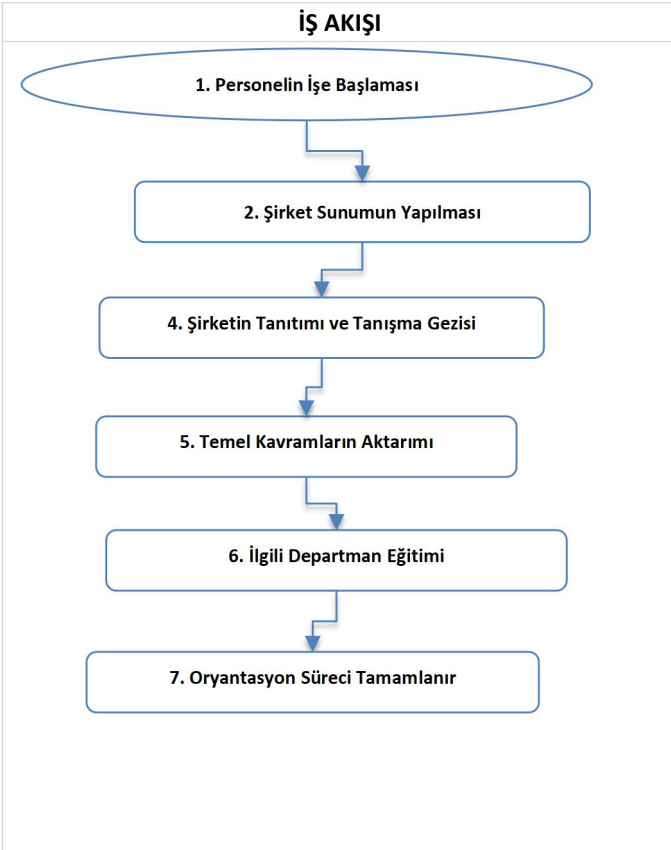 İŞ AKIŞI
1. Personelin İşe Başlaması
2. Şirket Sunumun Yapılması
4. Şirketin Tanıtımı ve Tanışma Gezisi
5. Temel Kavramların Aktarımı
6. İlgili Departman Eğitimi
7. Oryantasyon Süreci Tamamlanır